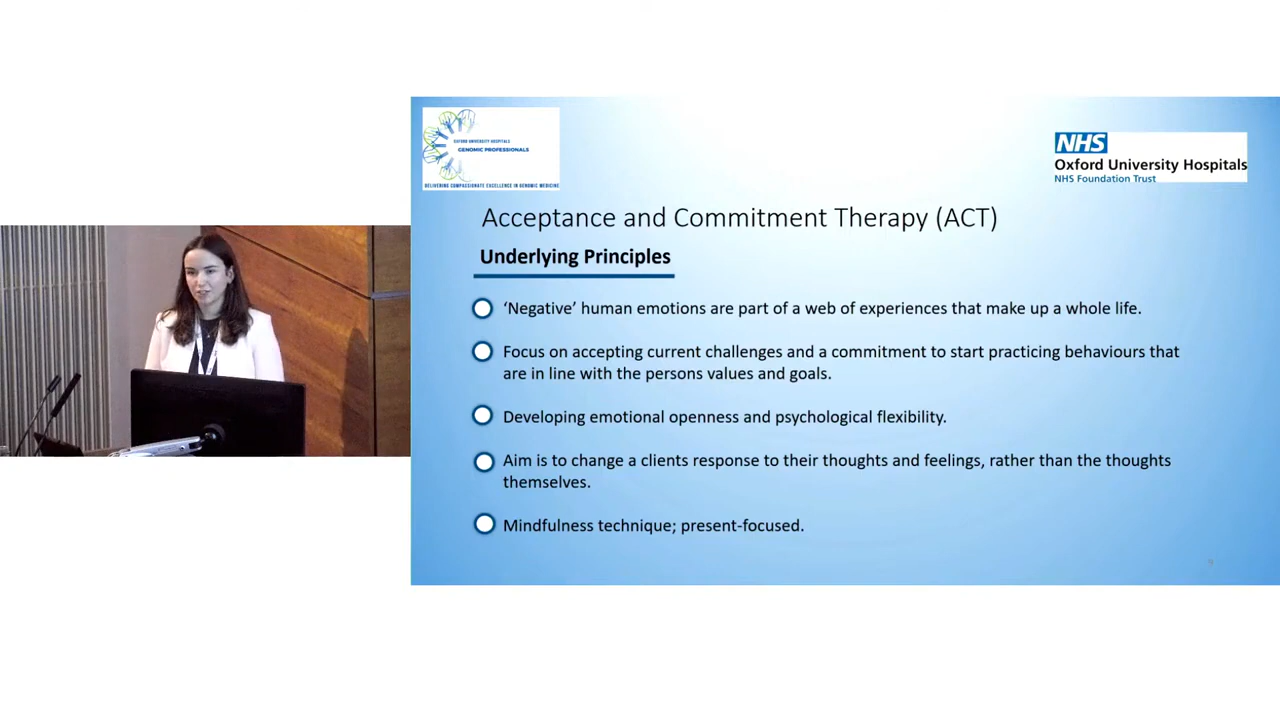 OXFORD UNIVERSITY HOSPITALS
GENOMIC PROFESSIONALS
DELIVERING COMPASSIONATE EXCELLENCE IN GENOMIC MEDICINE
NHS
Oxford University Hospitals
NHS Foundation Trust
Acceptance and Commitment Therapy (ACT)
Underlying Principles
‘Negative’ human emotions are part of a web of experiences that make up a whole life.
Focus on accepting current challenges and a commitment to start practicing behaviours that
are in line with the persons values and goals.
Developing emotional openness and psychological flexibility.
Aim is to change a clients response to their thoughts and feelings, rather than the thoughts
themselves.
Mindfulness technique; present-focused.